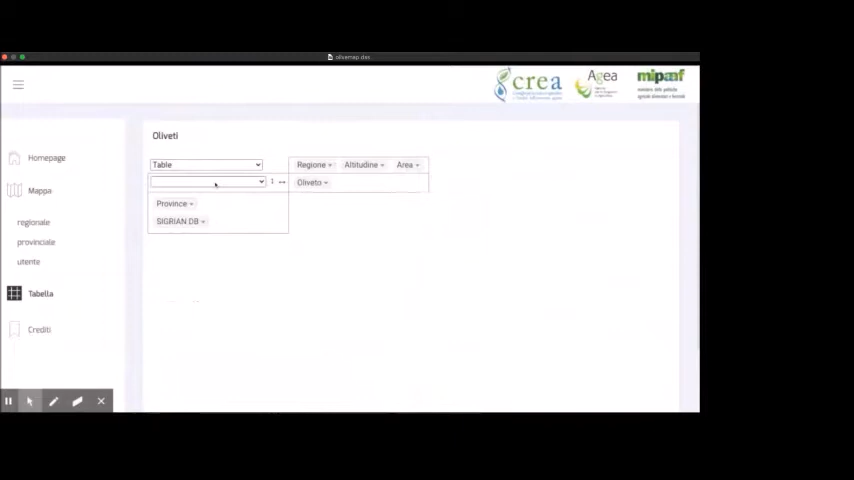 olivemap.dss
crea
Agea
mipaaf
Oliveti
Homepage
Mappa
regionale
provinciale
utente
Tabella
Crediti
Table
Regione Altitudine Area
Oliveto
Province
SIGRIAN DB